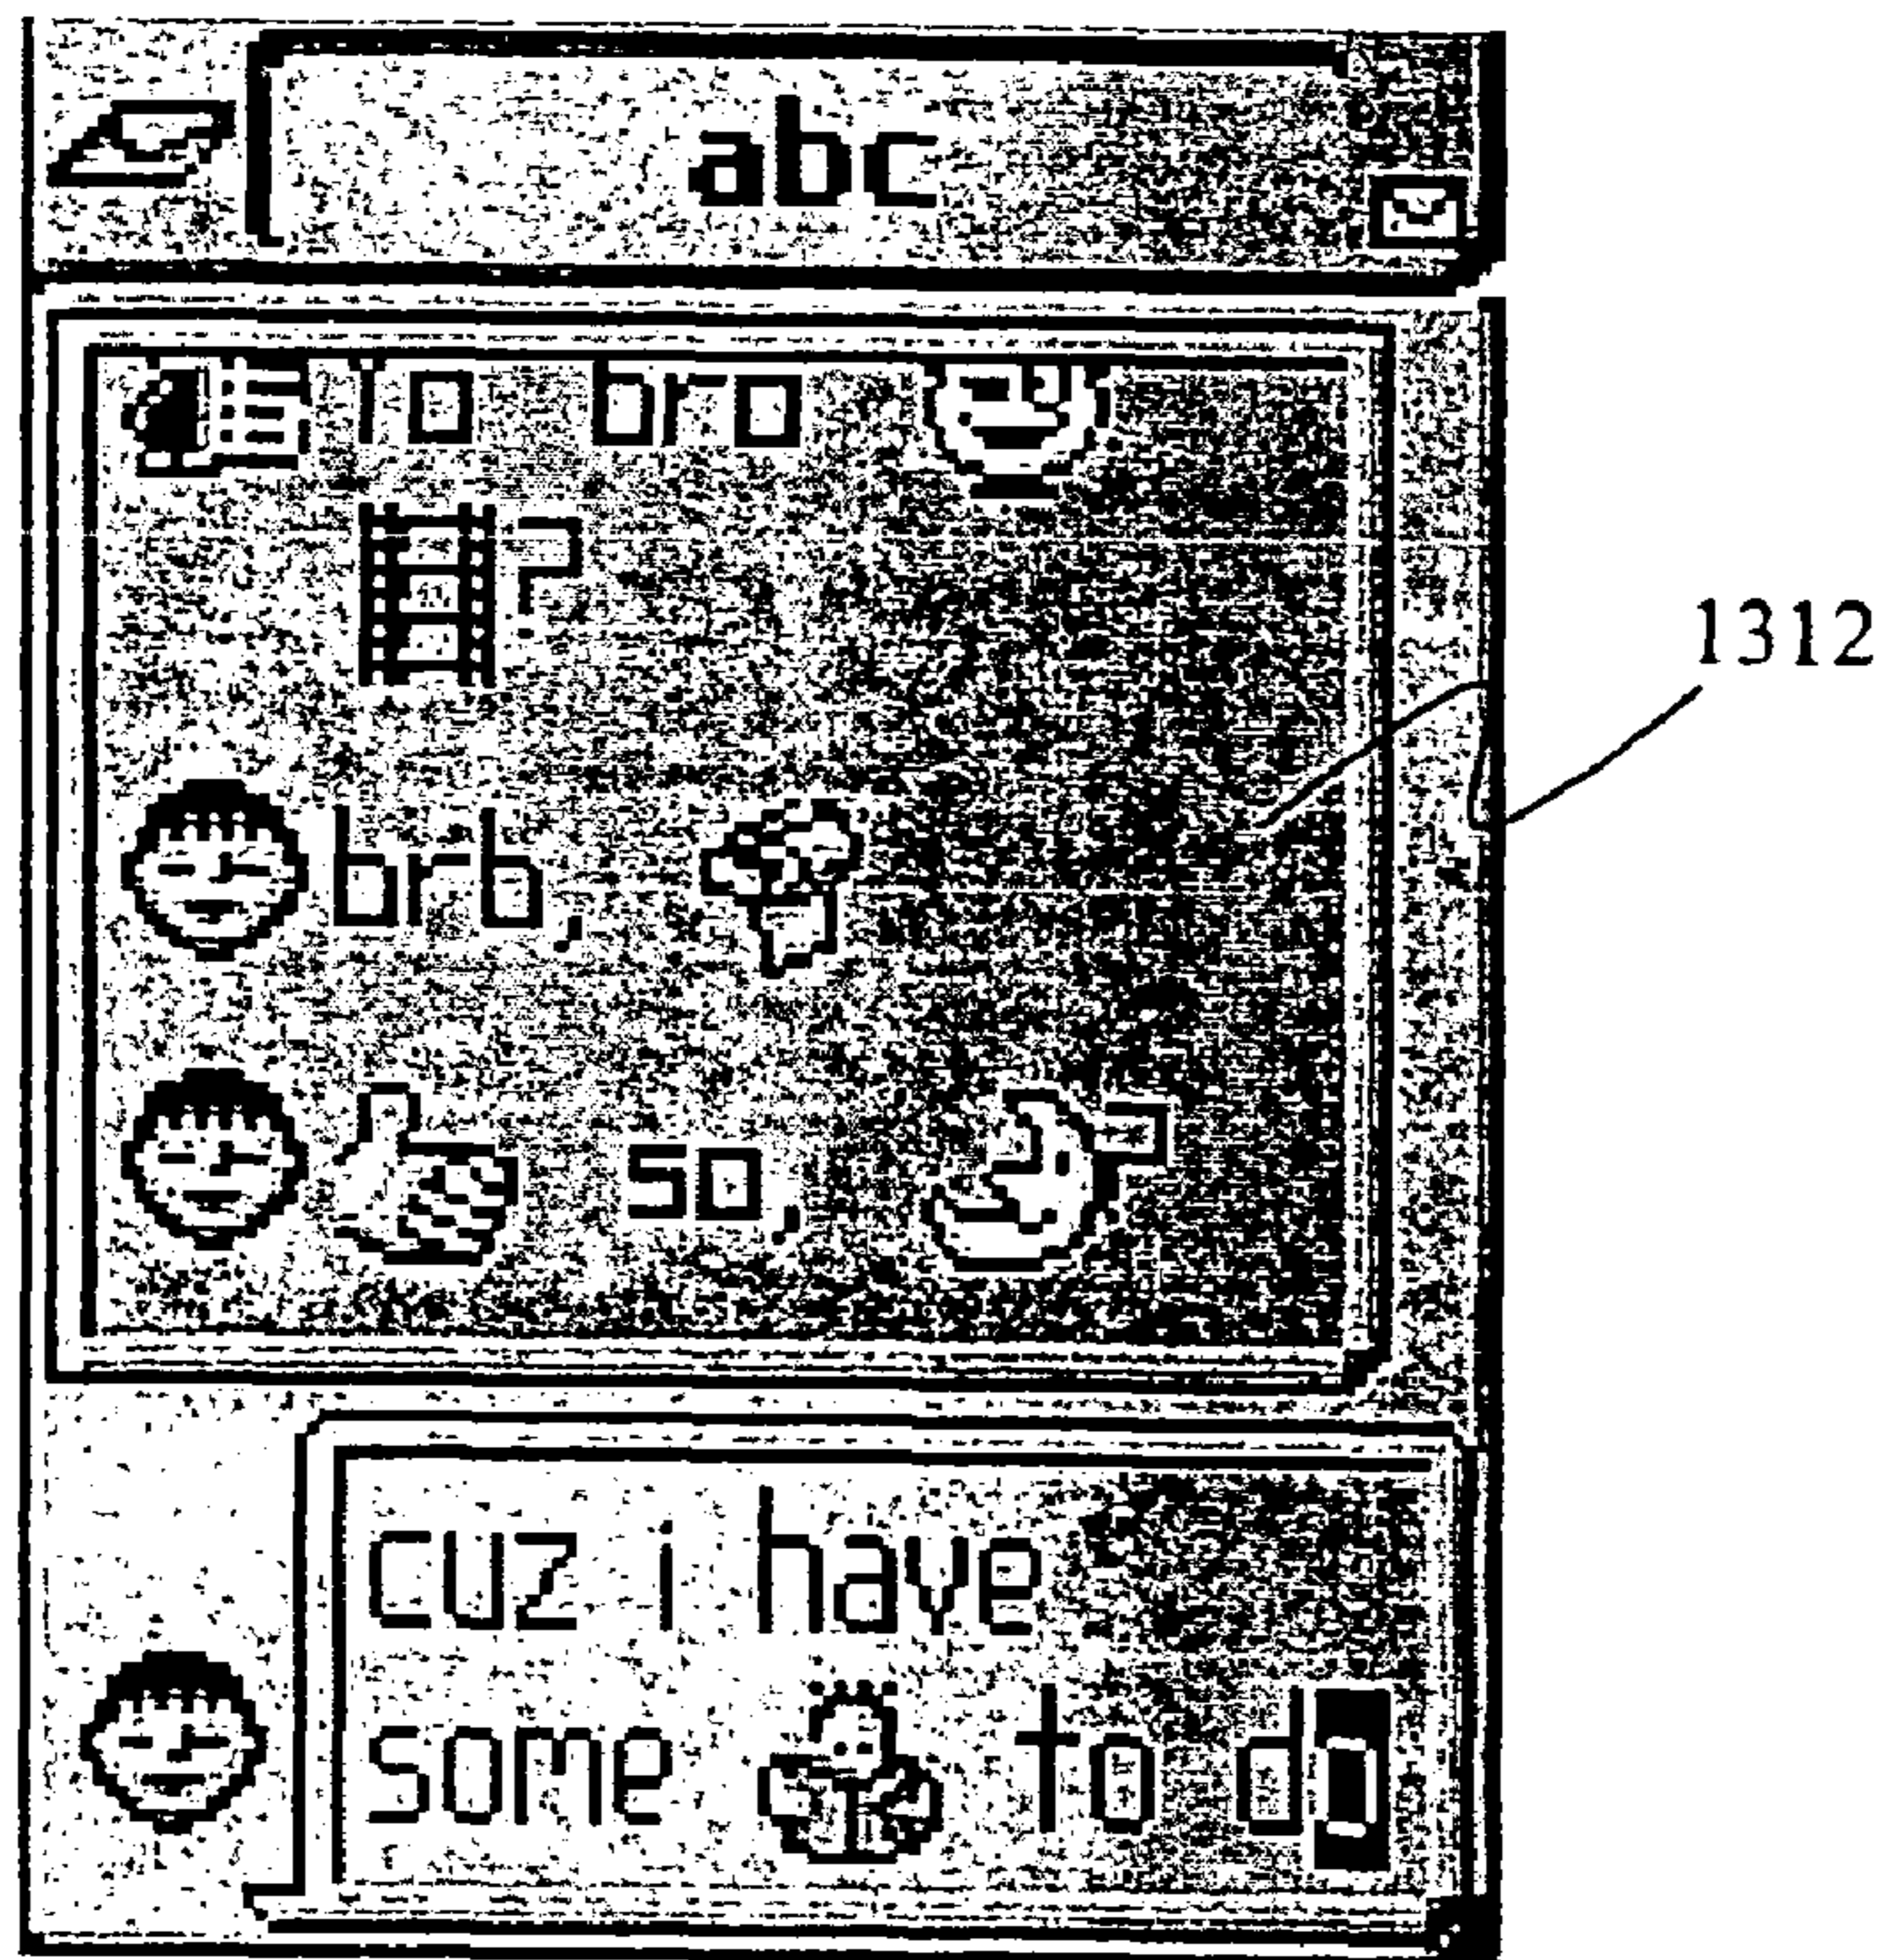 abc
Yo bro
?
1312
brb,
so, ?
cuz i have
some to do